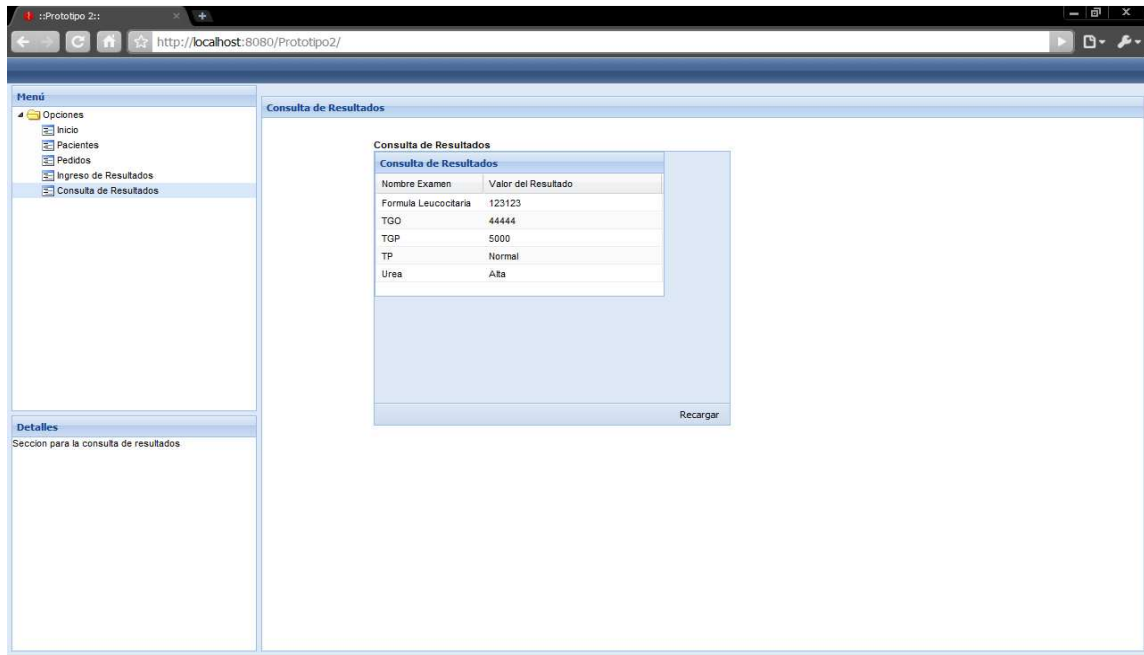 ::Prototipo 2::
http://localhost:8080/Prototipo2/
Menú
Opciones
Inicio
Pacientes
Pedidos
Ingreso de Resultados
Consulta de Resultados
Detalles
Seccion para la consulta de resultados
Consulta de Resultados
Consulta de Resultados
Consulta de Resultados
Nombre Examen Valor del Resultado
Formula Leucocitaria 123123
TGO 44444
TGP 5000
TP Normal
Urea Alta
Recargar